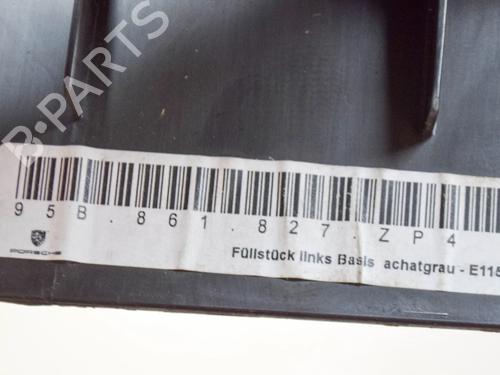 B·PARTS
95B.861.827.ZP4
PORSCHE
Füllstück links Basis achatgrau - E115